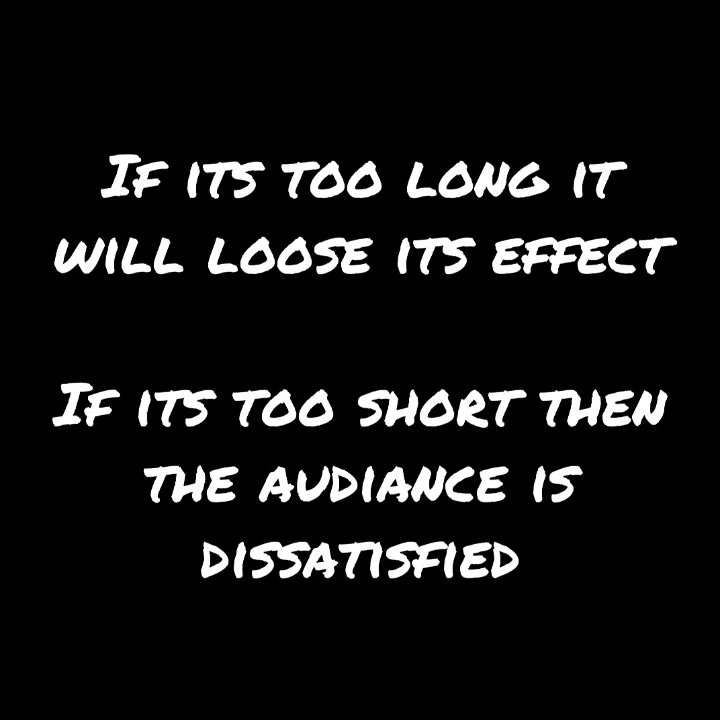 If its too long it
will loose its effect
If its too short then
the audiance is
dissatisfied